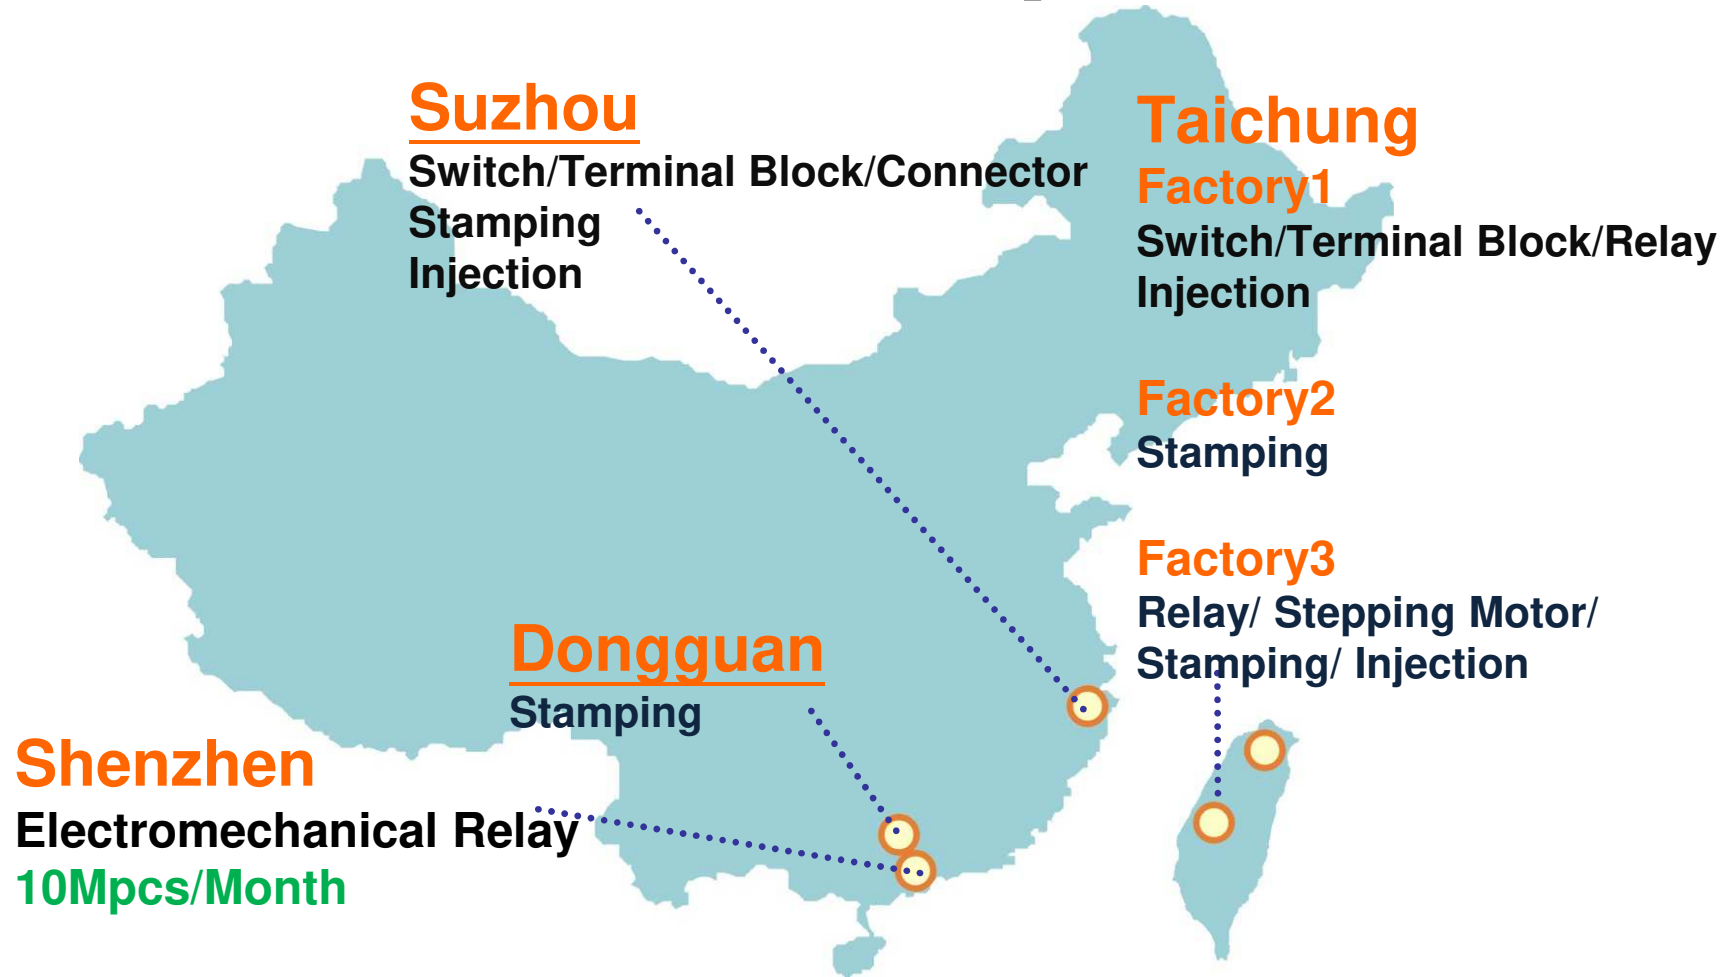 Suzhou
Switch/Terminal Block/Connector
Stamping
Injection
Taichung
Factory1
Switch/Terminal Block/Relay
Injection
Factory2
Stamping
Factory3
Relay/ Stepping Motor/
Stamping/ Injection
Dongguan
Stamping
Shenzhen
Electromechanical Relay
10Mpcs/Month